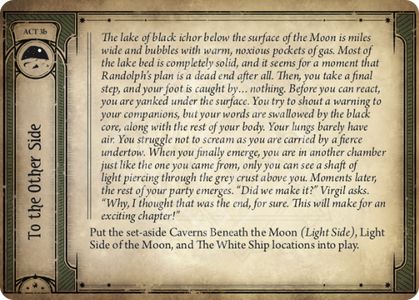 ACT 3b
To the Other Side
The lake of black ichor below the surface of the Moon is miles
wide and bubbles with warm, noxious pockets of gas. Most of
the lake bed is completely solid, and it seems for a moment that
Randolph's plan is a dead end after all. Then, you take a final
step, and your foot is caught by… nothing. Before you can react,
you are yanked under the surface. You try to shout a warning to
your companions, but your words are swallowed by the black
core, along with the rest of your body. Your lungs barely have
air. You struggle not to scream as you are carried by a fierce
undertow. When you finally emerge, you are in another chamber
just like the one you came from, only you can see a shaft of
light piercing through the grey crust above you. Moments later,
the rest of your party emerges. “Did we make it?” Virgil asks.
“Why, I thought that was the end, for sure. This will make for an
exciting chapter!”
Put the set-aside Caverns Beneath the Moon (Light Side), Light
Side of the Moon, and The White Ship locations into play.